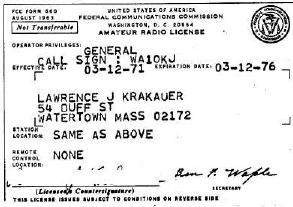 FCC FORM 660
AUGUST 1963
Not Transferrable
UNITED STATES OF AMERICA
FEDERAL COMMUNICATIONS COMMISSION
WASHINGTON, D. C. 20554
AMATEUR RADIO LICENSE
OPERATOR PRIVILEGES: GENERAL
CALL SIGN : WA1OKJ
EFFECTIVE DATE: 03-12-71 EXPIRATION DATE: 03-12-76
LAWRENCE J KRAKAUER
54 DUFF ST
WATERTOWN MASS 02172
STATION LOCATION: SAME AS ABOVE
REMOTE CONTROL LOCATION: NONE
Ben F. Waple
(Licensee's Countersignature) SECRETARY
THIS LICENSE ISSUED SUBJECT TO CONDITIONS ON REVERSE SIDE